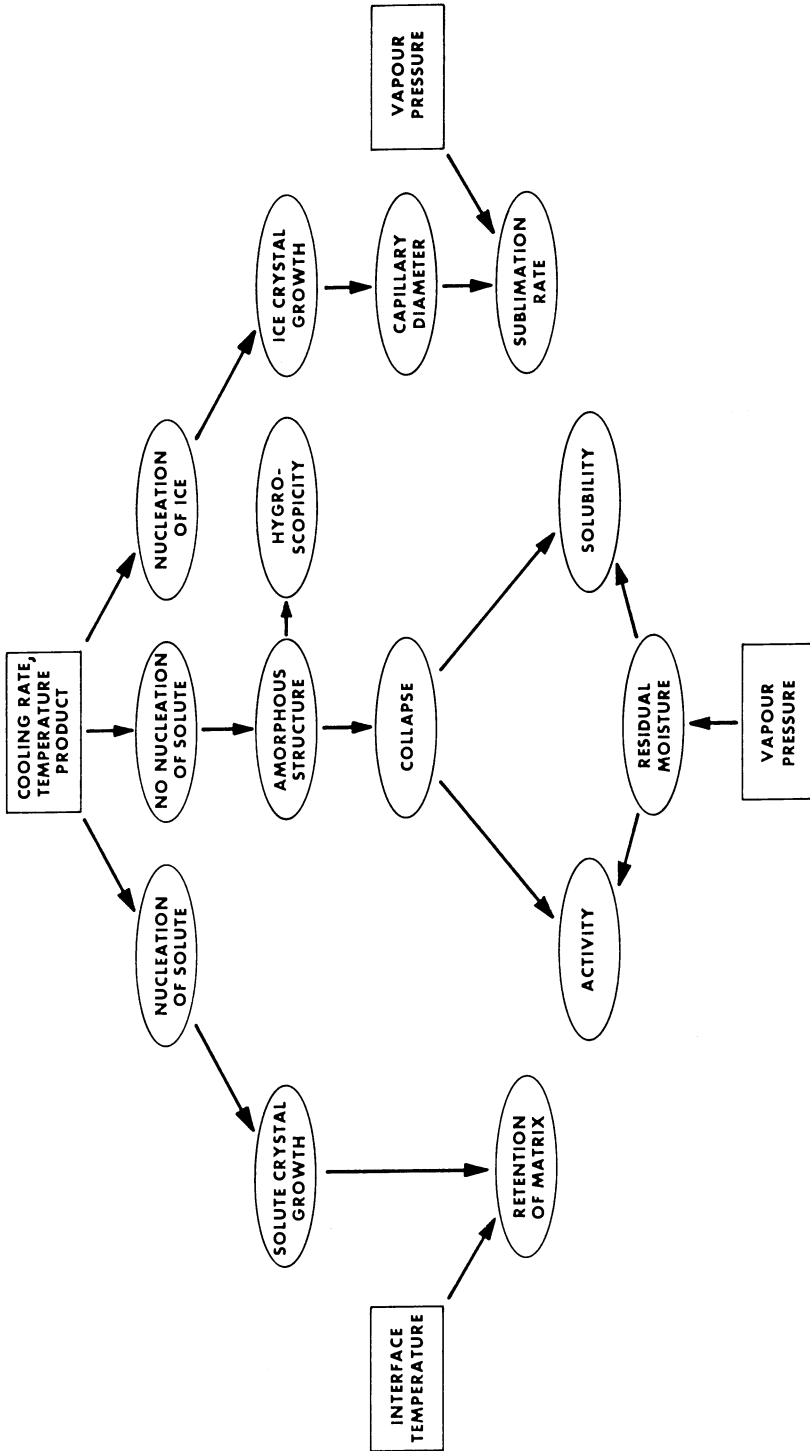 COOLING RATE,
TEMPERATURE
PRODUCT
NUCLEATION
OF SOLUTE
NO NUCLEATION
OF SOLUTE
NUCLEATION
OF ICE
SOLUTE CRYSTAL
GROWTH
AMORPHOUS
STRUCTURE
HYGRO-
SCOPICITY
ICE CRYSTAL
GROWTH
INTERFACE
TEMPERATURE
COLLAPSE
CAPILLARY
DIAMETER
VAPOUR
PRESSURE
RETENTION
OF MATRIX
SUBLIMATION
RATE
ACTIVITY
SOLUBILITY
RESIDUAL
MOISTURE
VAPOUR
PRESSURE